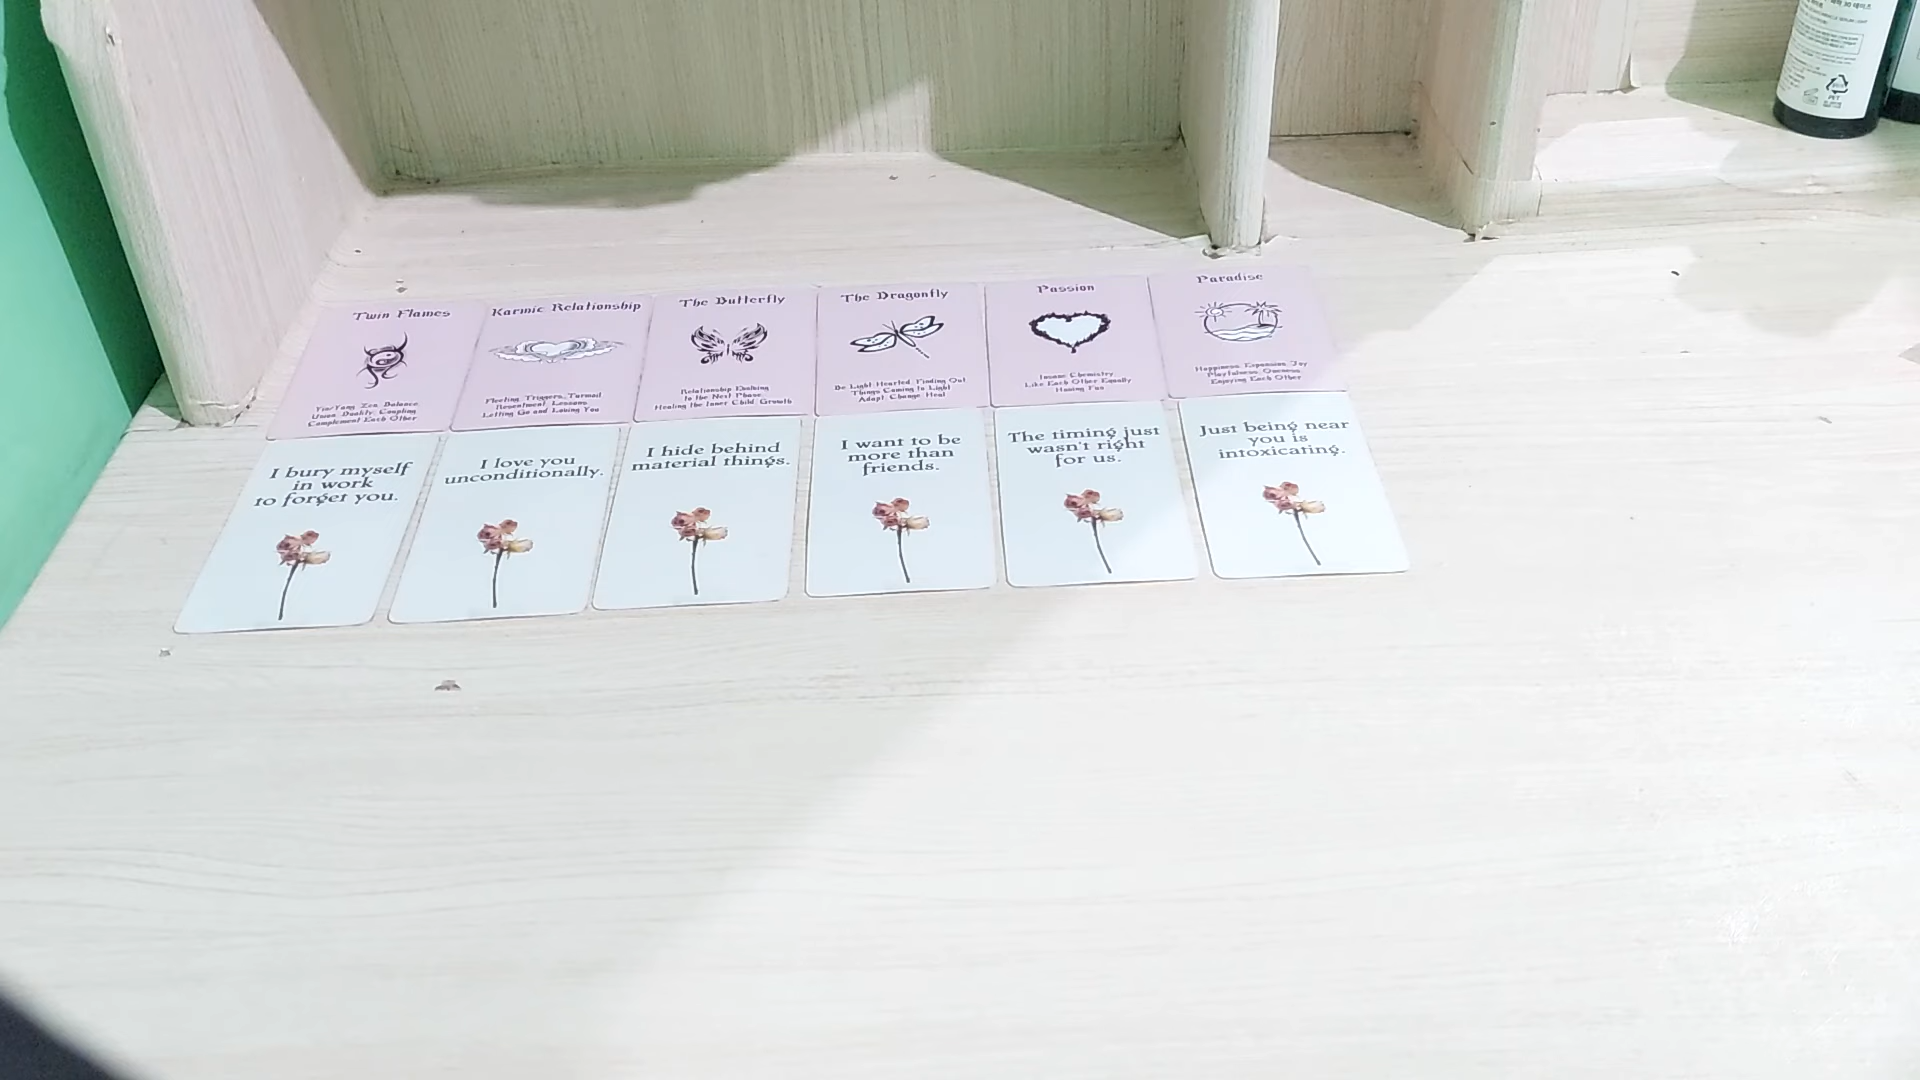 Twin Flames
Yin/Yang Zen Balance
Union Duality Coupling
Complement Each Other
Karmic Relationship
Fleeting Triggers Turmoil
Resentment Lessons
Letting Go and Loving You
The Butterfly
Relationship Evolving
to the Next Phase
Healing the Inner Child Growth
The Dragonfly
Be Light Hearted Finding Out
Things Coming to Light
Adapt Change Heal
Passion
Insane Chemistry
Like Each Other Equally
Having Fun
Paradise
Happiness Expansion Joy
Playfulness Oneness
Enjoying Each Other
I bury myself
in work
to forget you.
I love you
unconditionally.
I hide behind
material things.
I want to be
more than
friends.
The timing just
wasn't right
for us.
Just being near
you is
intoxicating.
PET